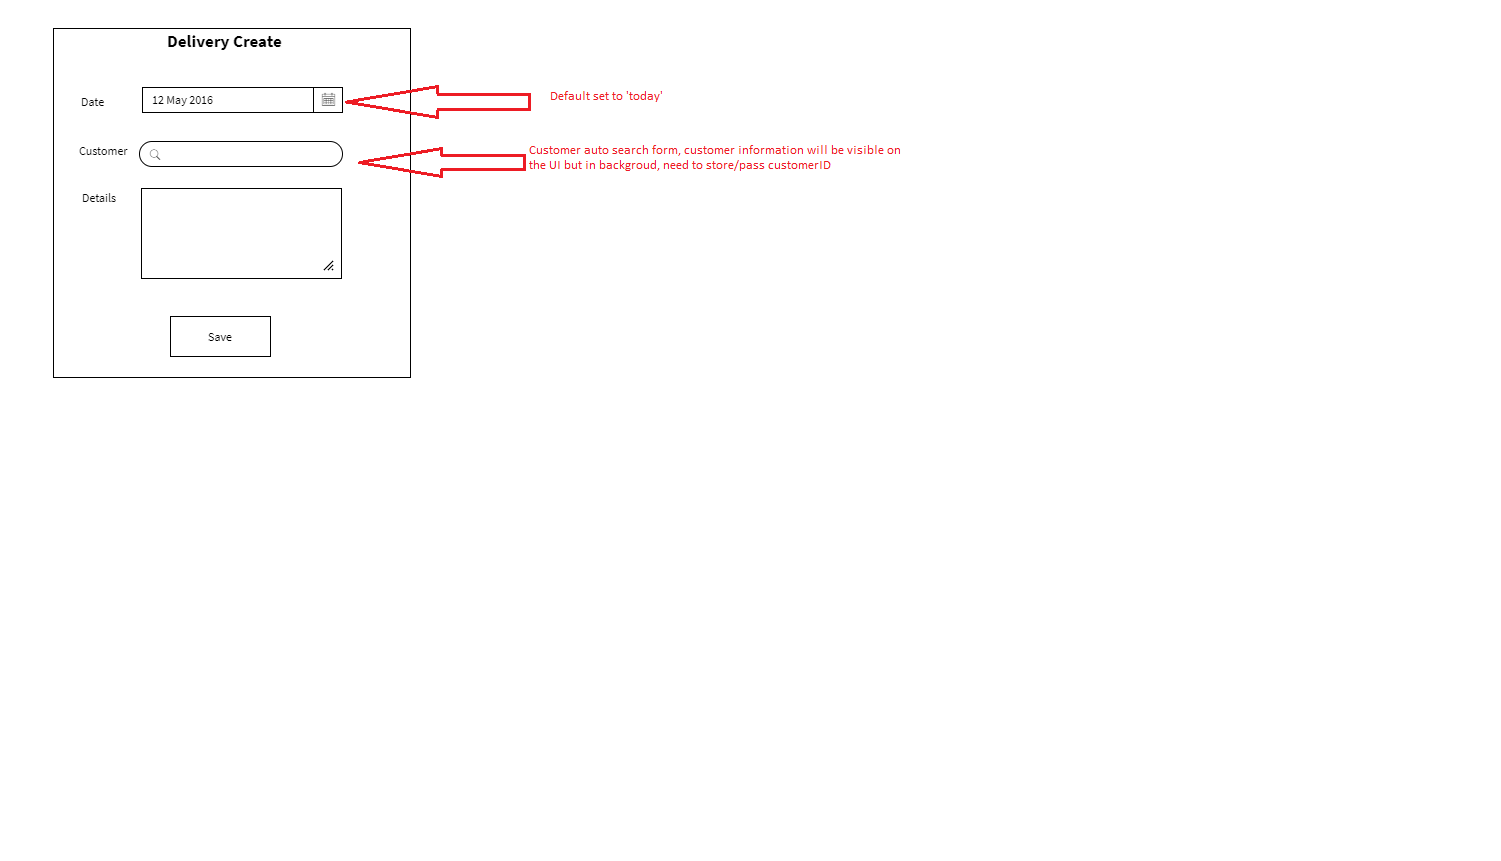 Delivery Create
Date
12 May 2016
Default set to 'today'
Customer
Customer auto search form, customer information will be visible on
the UI but in backgroud, need to store/pass customerID
Details
Save